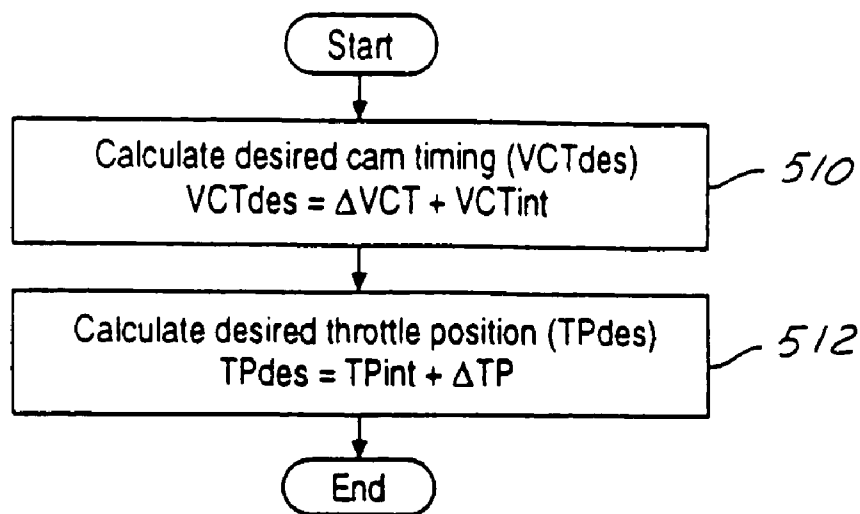 Start
Calculate desired cam timing (VCTdes)
VCTdes = ΔVCT + VCTint
510
Calculate desired throttle position (TPdes)
TPdes = TPint + ΔTP
512
End